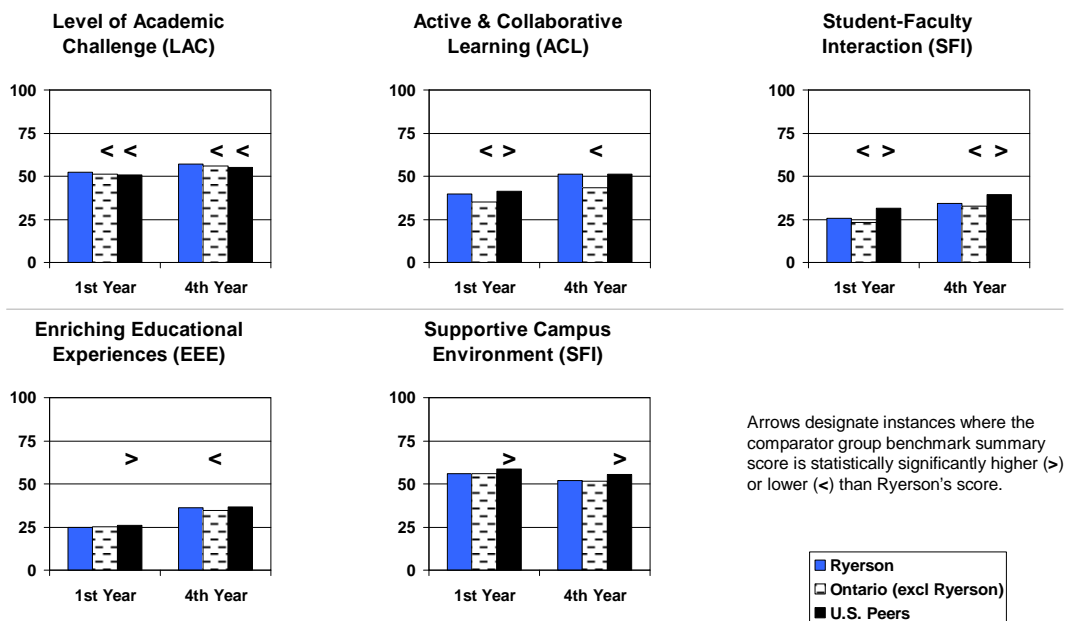 Level of Academic
Challenge (LAC)
100
75
50
25
0
< <
< <
1st Year
4th Year
Active & Collaborative
Learning (ACL)
100
75
50
25
0
< >
<
1st Year
4th Year
Student-Faculty
Interaction (SFI)
100
75
50
25
0
< >
< >
1st Year
4th Year
Enriching Educational
Experiences (EEE)
100
75
50
25
0
>
<
1st Year
4th Year
Supportive Campus
Environment (SFI)
100
75
50
25
0
>
>
1st Year
4th Year
Arrows designate instances where the
comparator group benchmark summary
score is statistically significantly higher (>)
or lower (<) than Ryerson's score.
Ryerson
Ontario (excl Ryerson)
U.S. Peers